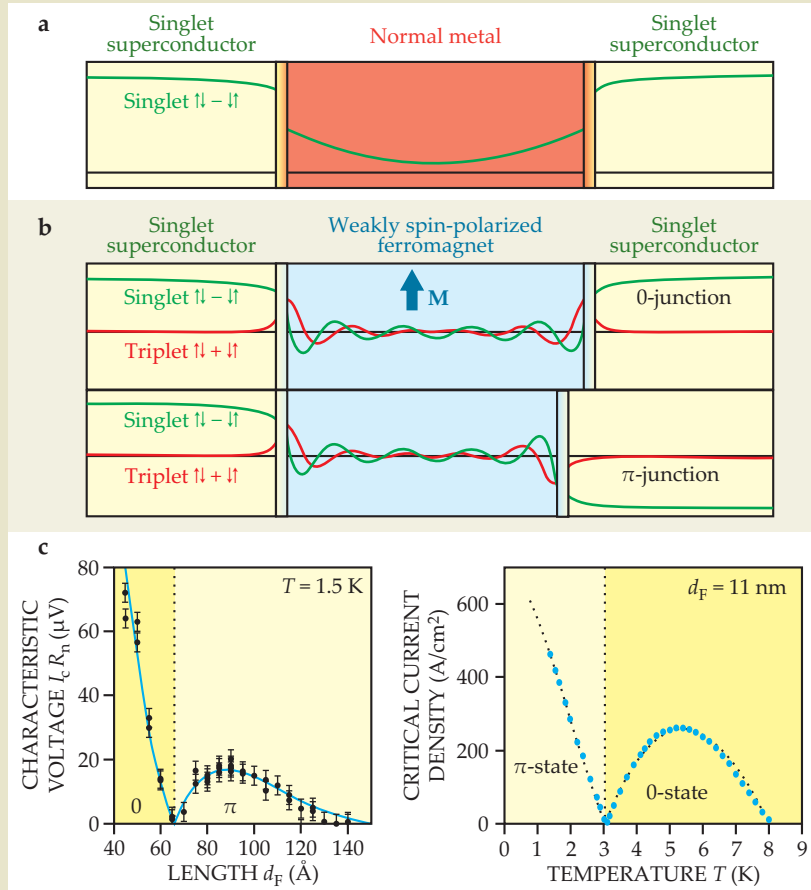 a
Singlet
superconductor
Normal metal
Singlet
superconductor
Singlet ⇅ − ⇵
b
Singlet
superconductor
Weakly spin-polarized
ferromagnet
Singlet
superconductor
Singlet ⇅ − ⇵
M
0-junction
Triplet ⇅ + ⇵
Singlet ⇅ − ⇵
Triplet ⇅ + ⇵
π-junction
c
CHARACTERISTIC
VOLTAGE IcRn (µV)
80
60
40
20
0
T = 1.5 K
0
π
40 60 80 100 120 140
LENGTH dF (Å)
CRITICAL CURRENT
DENSITY (A/cm²)
600
400
200
0
dF = 11 nm
π-state
0-state
0 1 2 3 4 5 6 7 8 9
TEMPERATURE T (K)